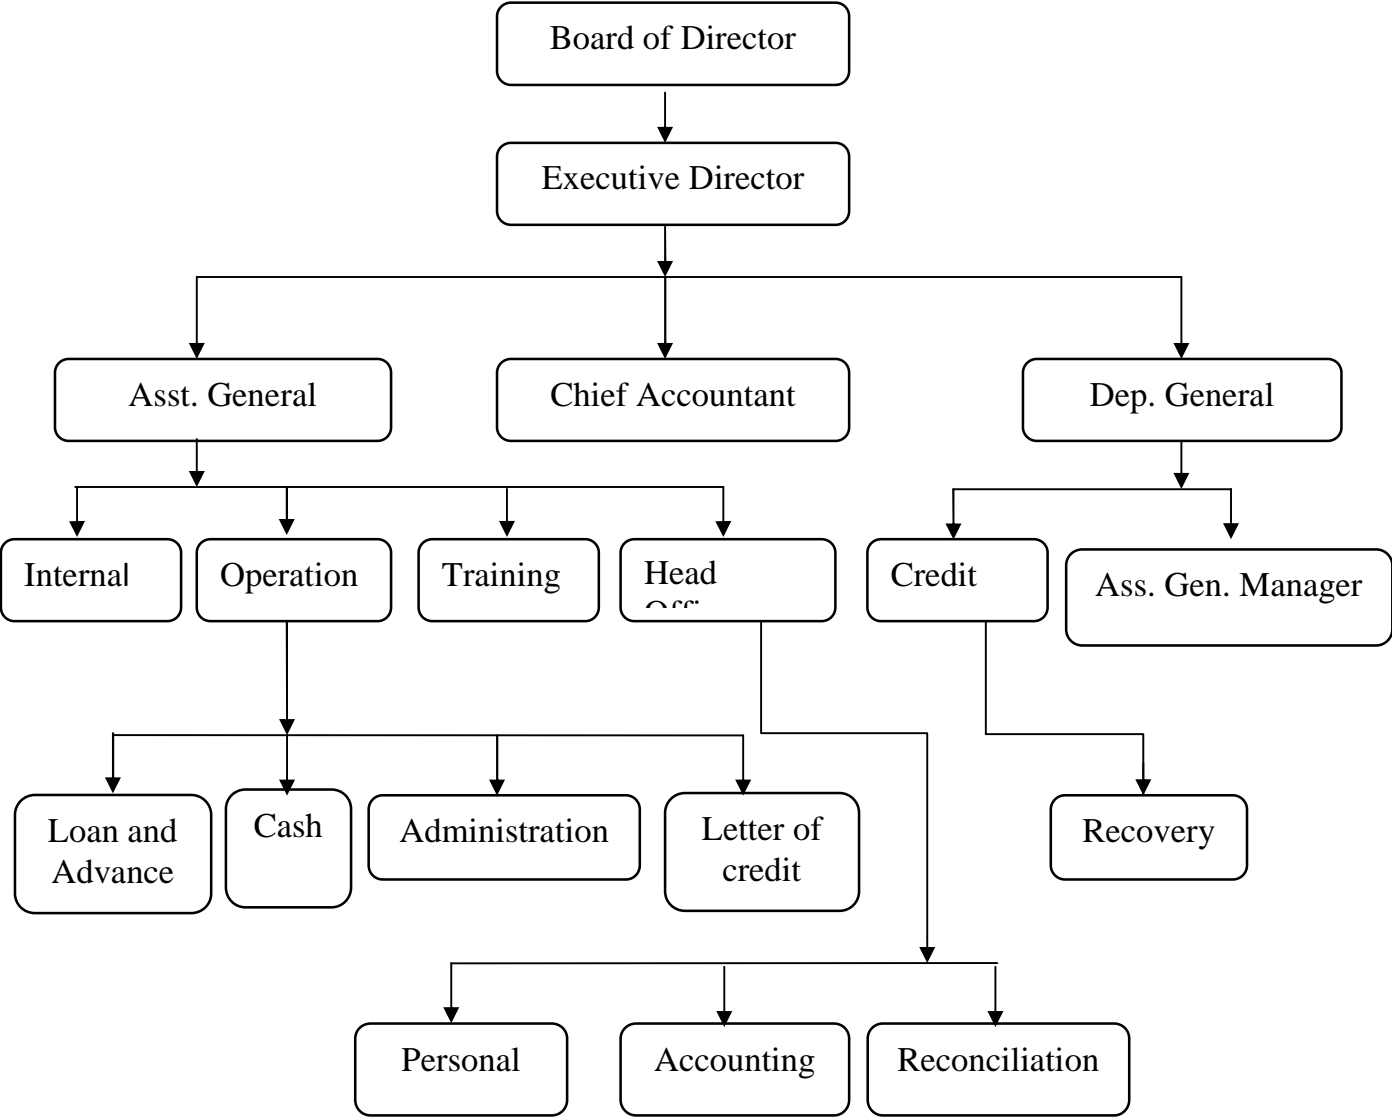 Board of Director
Executive Director
Asst. General
Chief Accountant
Dep. General
Internal
Operation
Training
Head
Credit
Ass. Gen. Manager
Loan and
Advance
Cash
Administration
Letter of
credit
Recovery
Personal
Accounting
Reconciliation